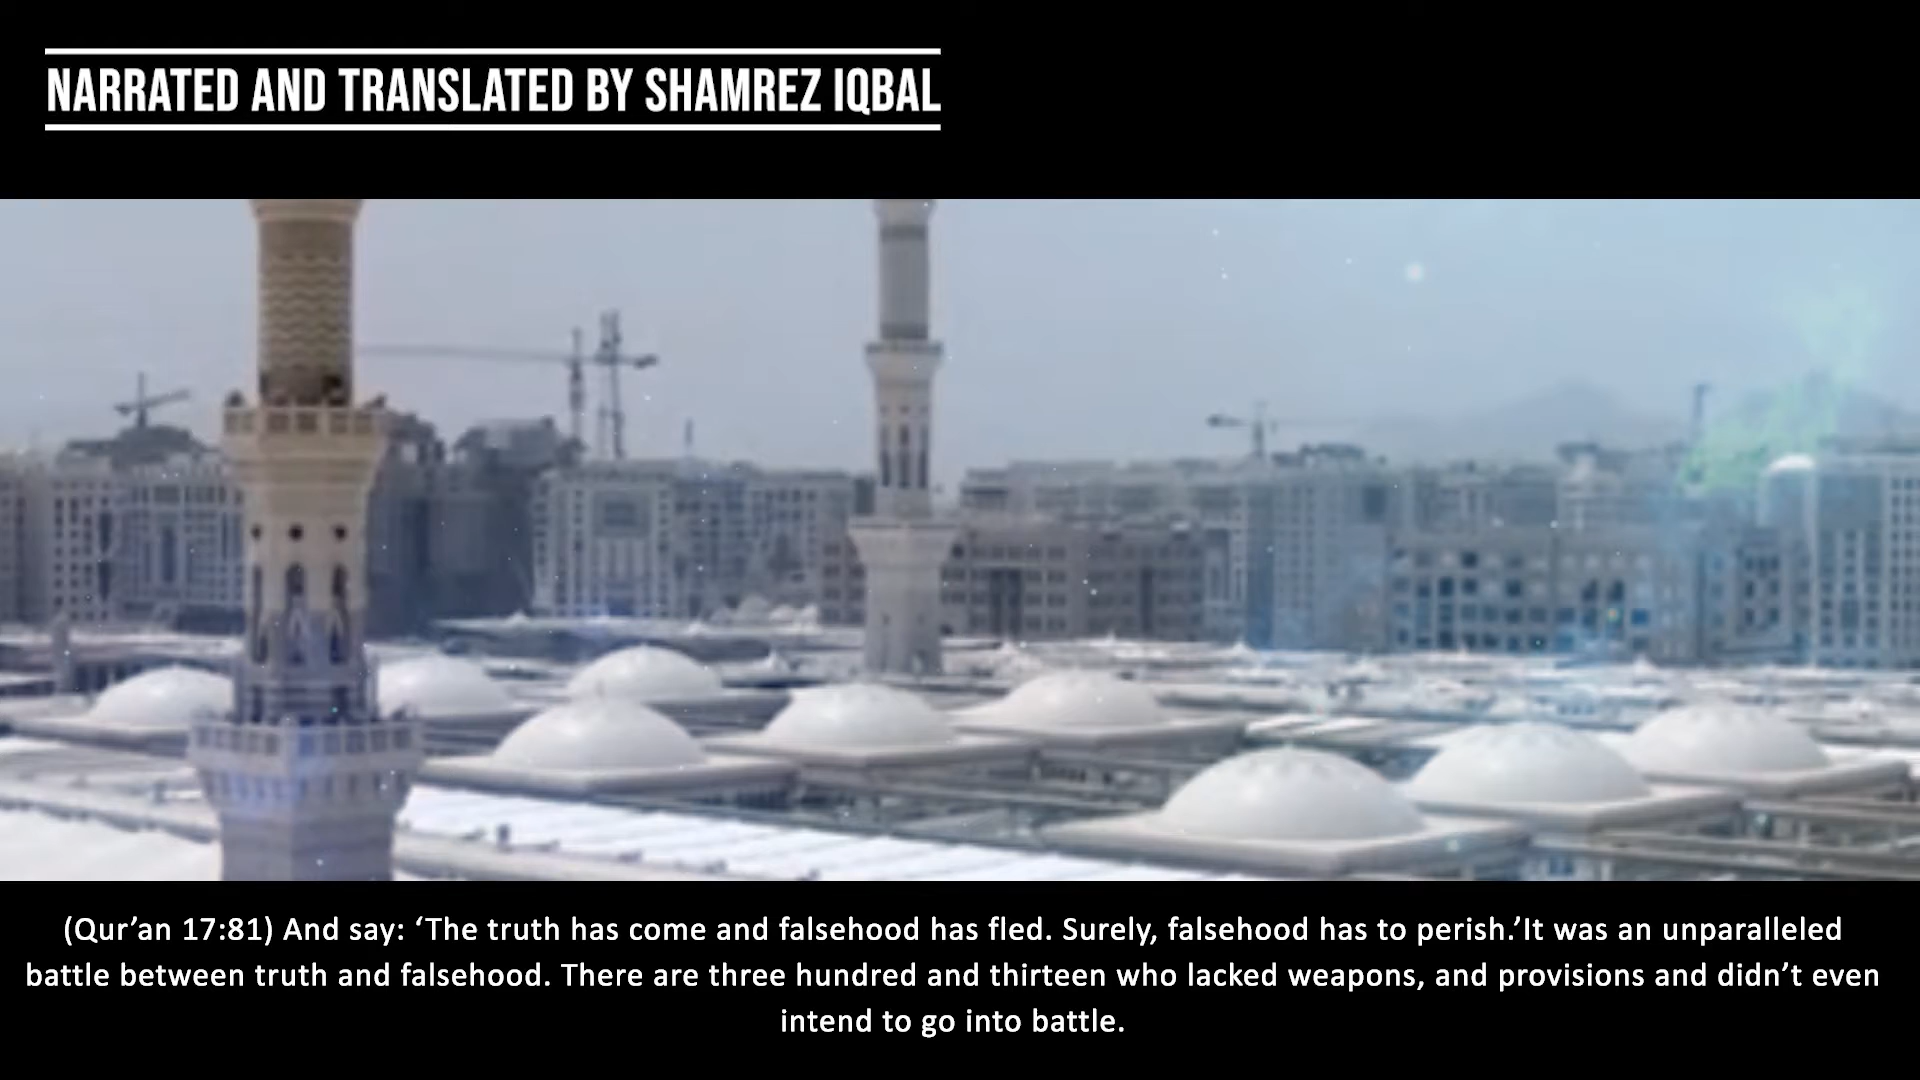 NARRATED AND TRANSLATED BY SHAMREZ IQBAL
(Qur’an 17:81) And say: ‘The truth has come and falsehood has fled. Surely, falsehood has to perish.’It was an unparalleled
battle between truth and falsehood. There are three hundred and thirteen who lacked weapons, and provisions and didn’t even
intend to go into battle.